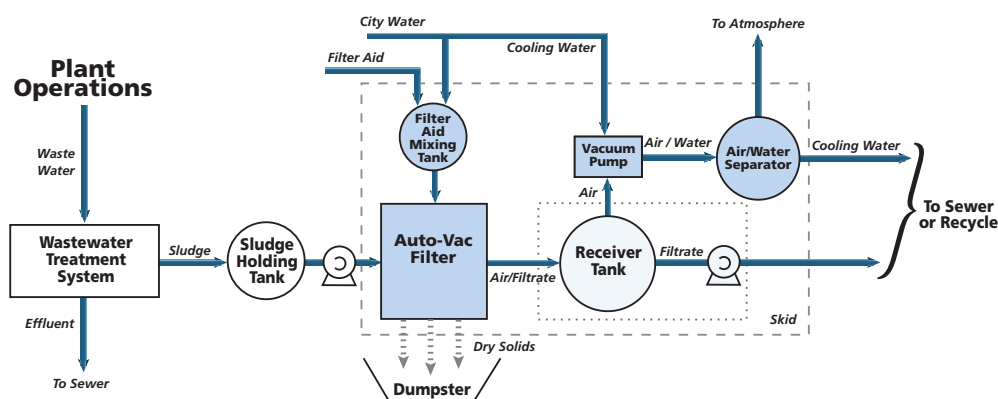 City Water
To Atmosphere
Cooling Water
Filter Aid
Plant
Operations
Filter
Aid
Mixing
Tank
Waste
Water
Vacuum
Pump
Air / Water
Air/Water
Separator
Cooling Water
Air
To Sewer
or Recycle
Wastewater
Treatment
System
Sludge
Sludge
Holding
Tank
Auto-Vac
Filter
Air/Filtrate
Receiver
Tank
Filtrate
Skid
Effluent
Dry Solids
To Sewer
Dumpster